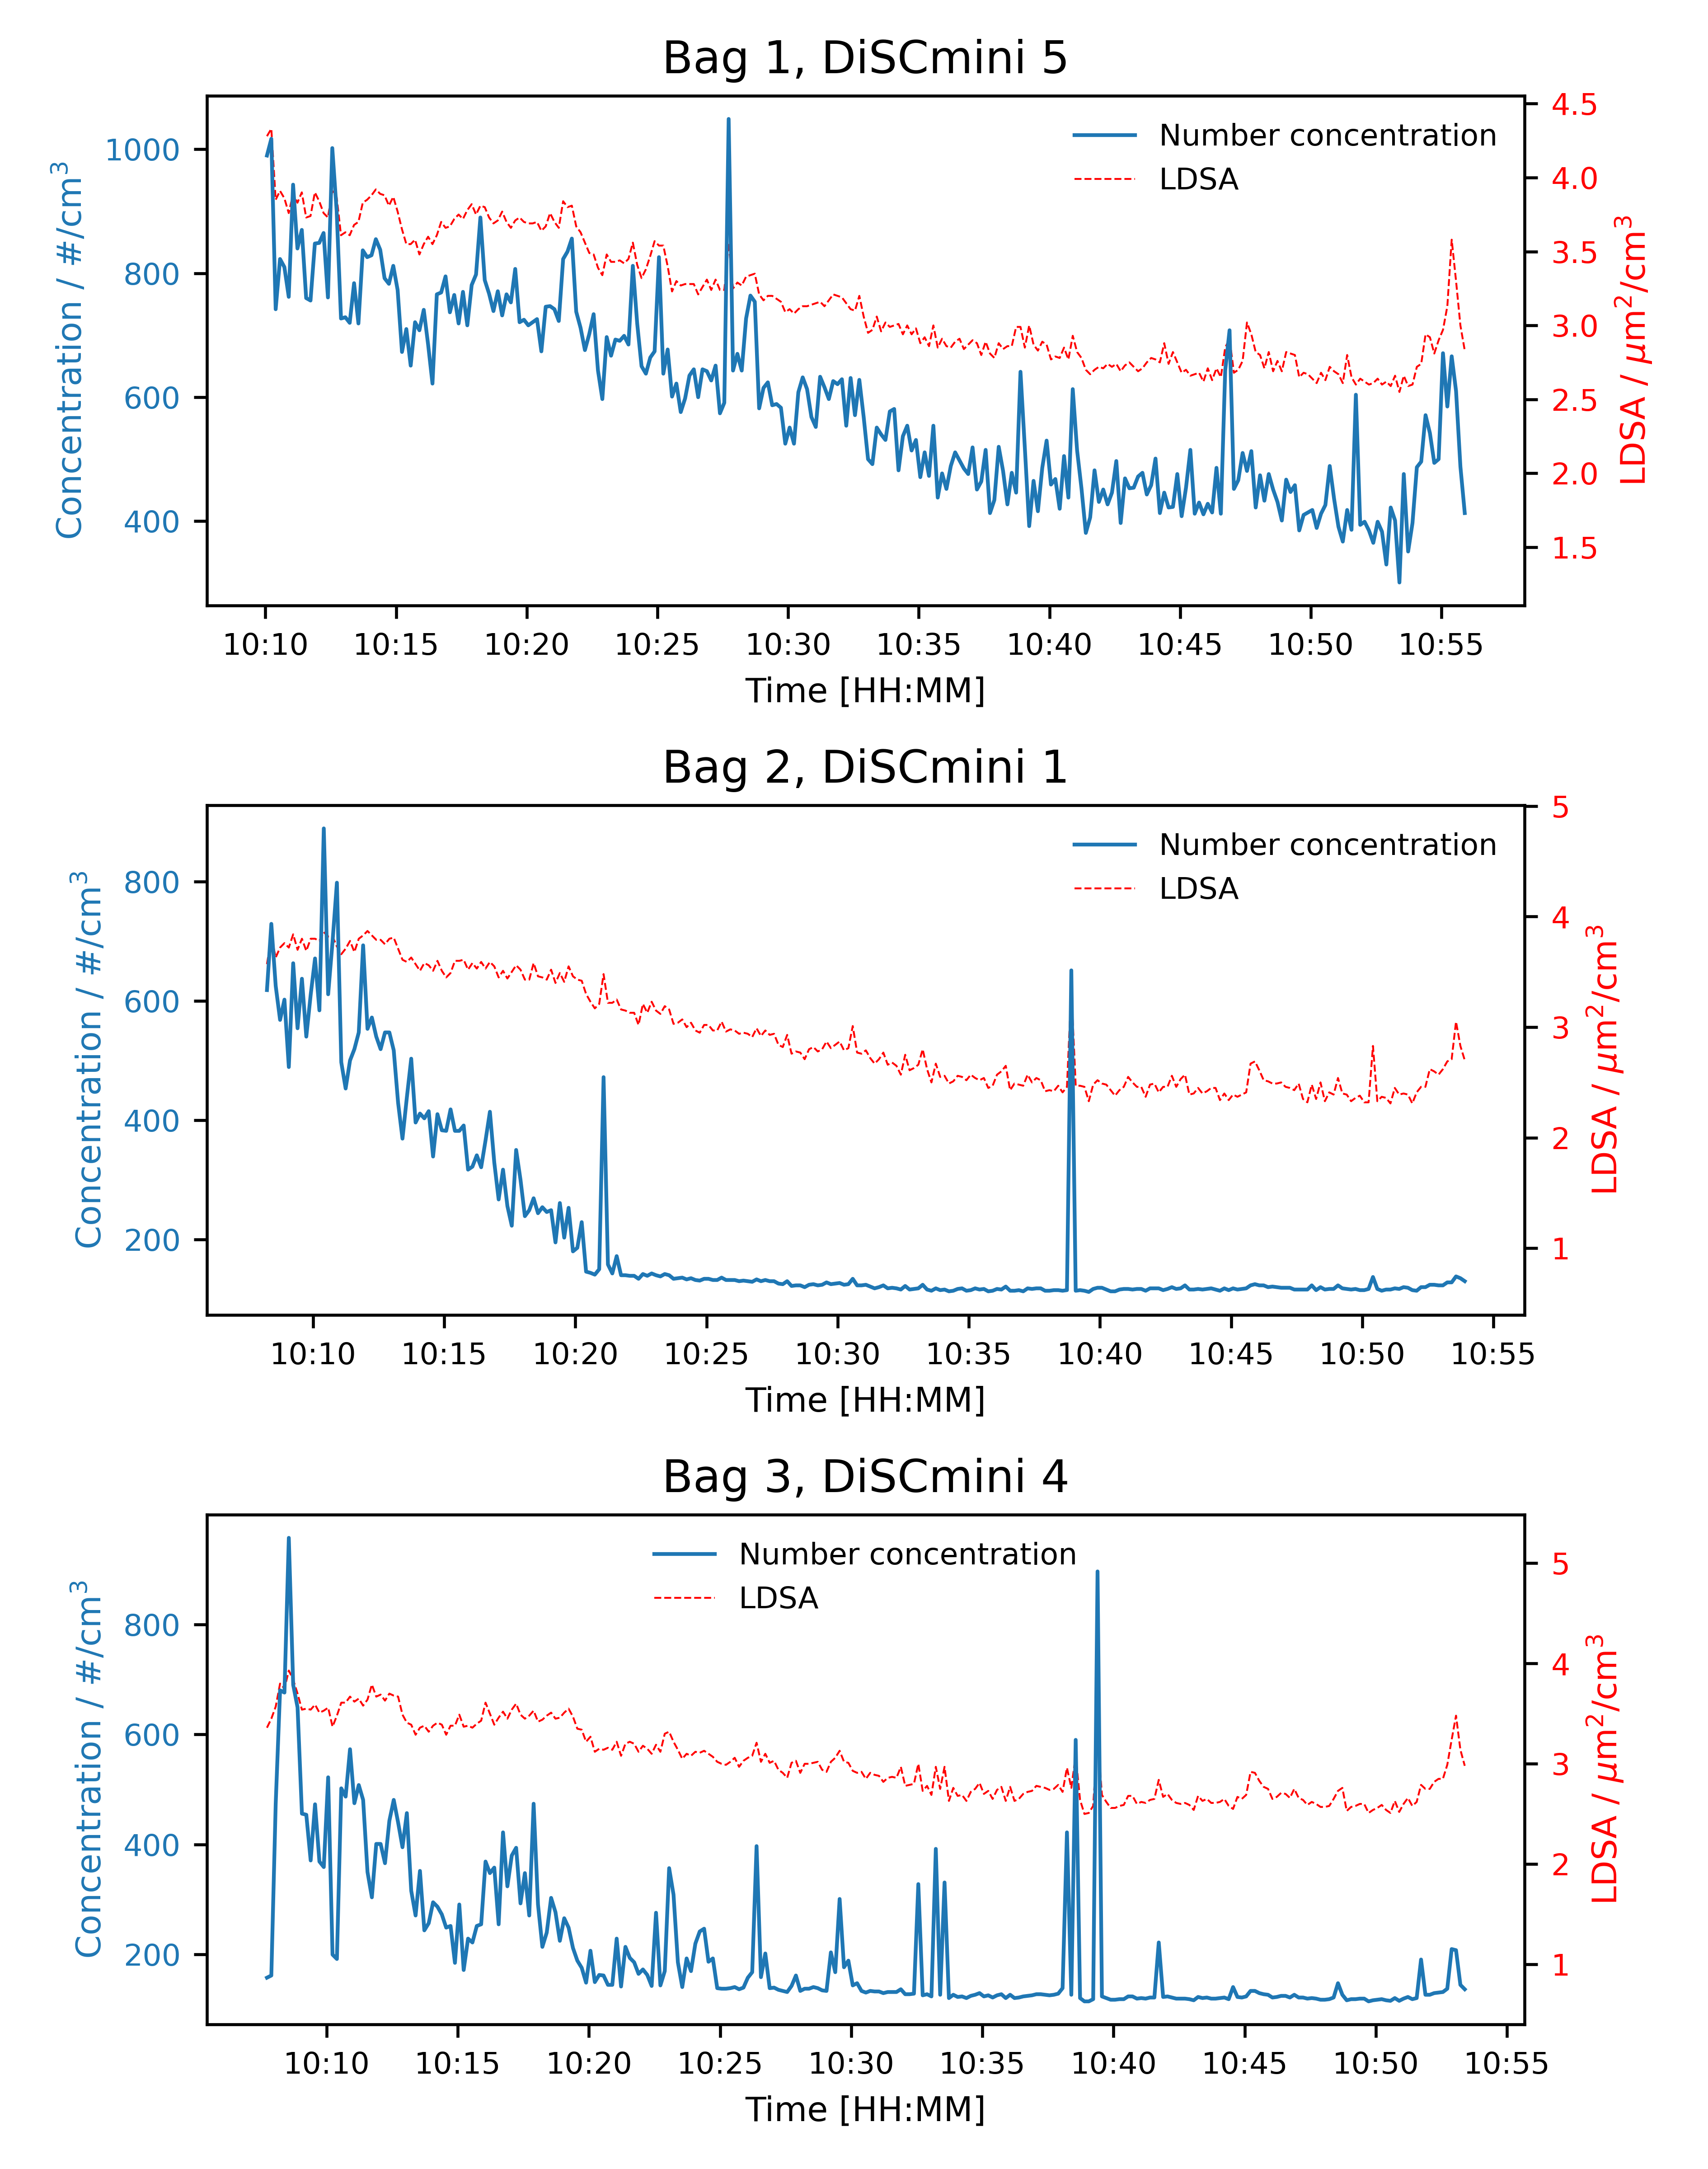 Bag 1, DiSCmini 5
Concentration / #/cm³
1000
800
600
400
Number concentration
LDSA
4.5
4.0
3.5
3.0
2.5
2.0
1.5
LDSA / μm²/cm³
10:10 10:15 10:20 10:25 10:30 10:35 10:40 10:45 10:50 10:55
Time [HH:MM]
Bag 2, DiSCmini 1
Concentration / #/cm³
800
600
400
200
Number concentration
LDSA
5
4
3
2
1
LDSA / μm²/cm³
10:10 10:15 10:20 10:25 10:30 10:35 10:40 10:45 10:50 10:55
Time [HH:MM]
Bag 3, DiSCmini 4
Concentration / #/cm³
800
600
400
200
Number concentration
LDSA
5
4
3
2
1
LDSA / μm²/cm³
10:10 10:15 10:20 10:25 10:30 10:35 10:40 10:45 10:50 10:55
Time [HH:MM]